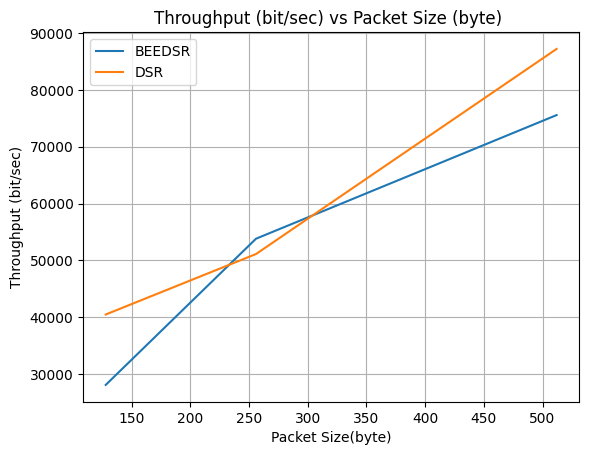 Throughput (bit/sec) vs Packet Size (byte)
BEEDSR
DSR
90000
80000
70000
60000
50000
40000
30000
Throughput (bit/sec)
150 200 250 300 350 400 450 500
Packet Size(byte)